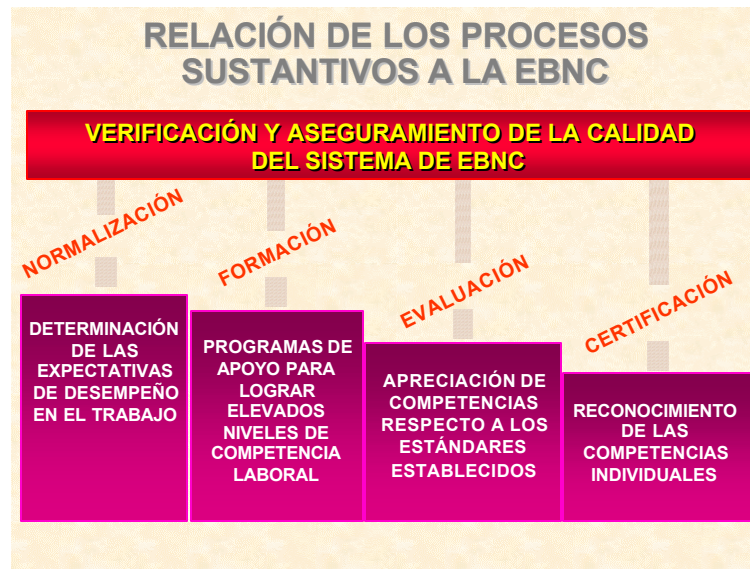 RELACIÓN DE LOS PROCESOS
SUSTANTIVOS A LA EBNC
VERIFICACIÓN Y ASEGURAMIENTO DE LA CALIDAD
DEL SISTEMA DE EBNC
NORMALIZACIÓN
DETERMINACIÓN
DE LAS
EXPECTATIVAS
DE DESEMPEÑO
EN EL TRABAJO
FORMACIÓN
PROGRAMAS DE
APOYO PARA
LOGRAR
ELEVADOS
NIVELES DE
COMPETENCIA
LABORAL
EVALUACIÓN
APRECIACIÓN DE
COMPETENCIAS
RESPECTO A LOS
ESTÁNDARES
ESTABLECIDOS
CERTIFICACIÓN
RECONOCIMIENTO
DE LAS
COMPETENCIAS
INDIVIDUALES